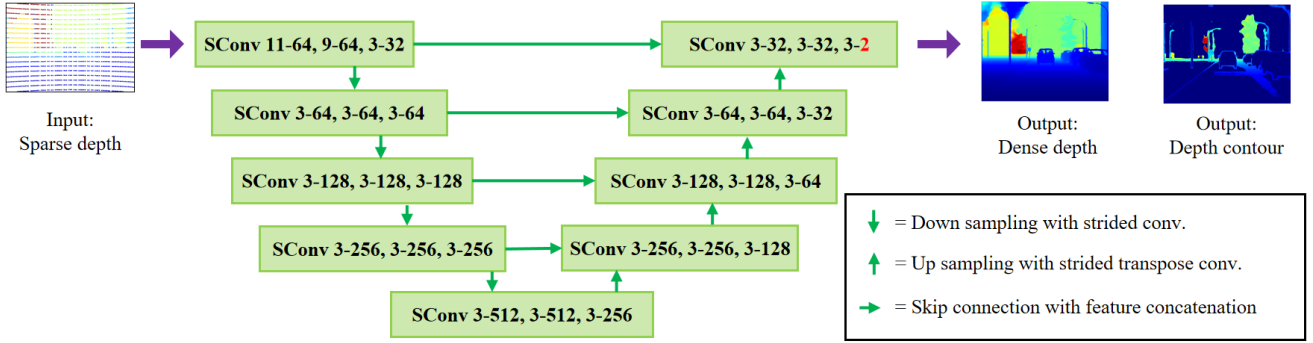 SConv 11-64, 9-64, 3-32
SConv 3-32, 3-32, 3-2
Input:
Sparse depth
SConv 3-64, 3-64, 3-64
SConv 3-64, 3-64, 3-32
Output:
Dense depth
Output:
Depth contour
SConv 3-128, 3-128, 3-128
SConv 3-128, 3-128, 3-64
SConv 3-256, 3-256, 3-256
SConv 3-256, 3-256, 3-128
SConv 3-512, 3-512, 3-256
= Down sampling with strided conv.
= Up sampling with strided transpose conv.
= Skip connection with feature concatenation